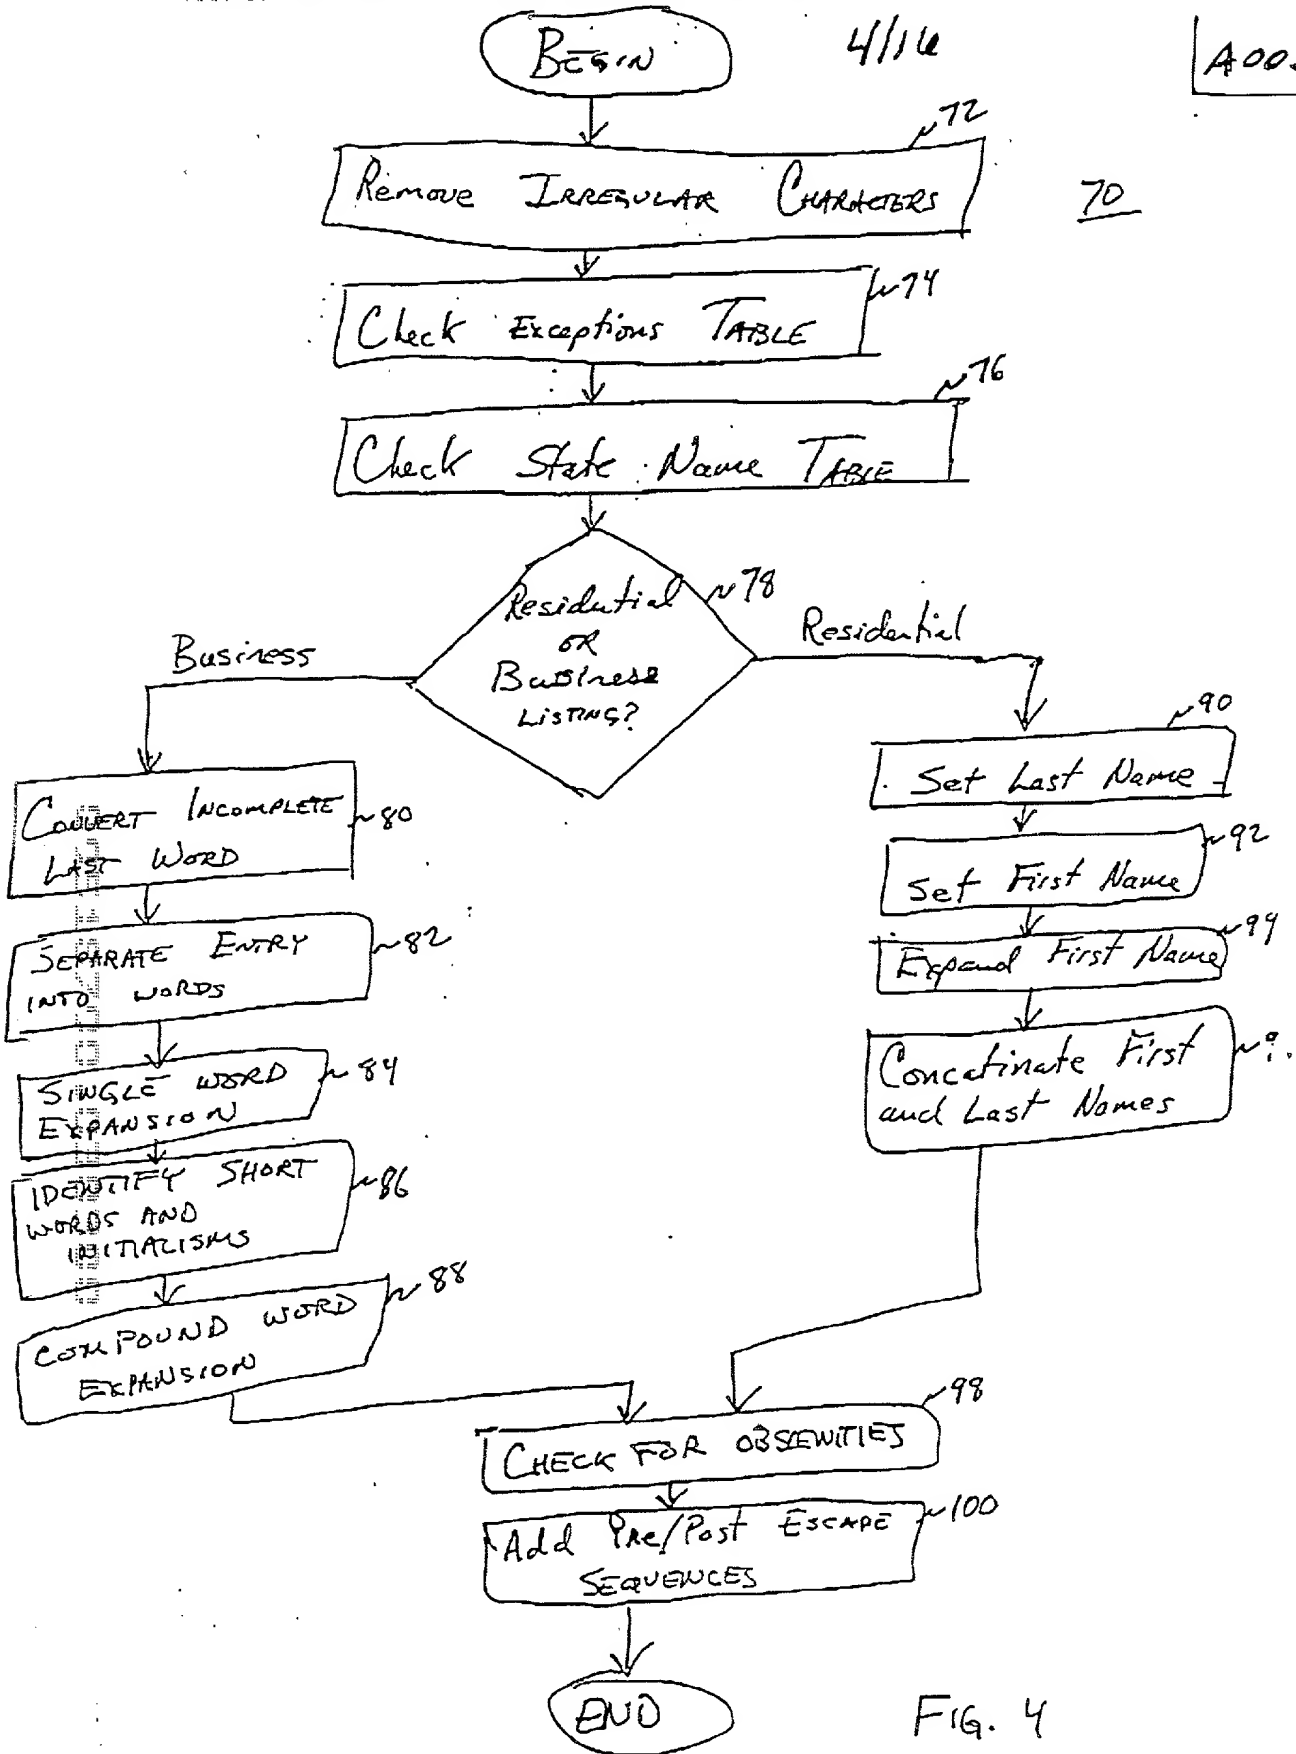 BEGIN
4/16
72
Remove IRREGULAR CHARACTERS
70
74
Check Exceptions TABLE
76
Check State Name TABLE
78
Residutial
OR
Business
LISTING?
Business
Residential
80
CONVERT INCOMPLETE
LAST WORD
82
SEPARATE ENTRY
INTO WORDS
84
SINGLE WORD
EXPANSION
86
IDENTIFY SHORT
WORDS AND
INITIALISMS
88
COMPOUND WORD
EXPANSION
90
Set Last Name
92
Set First Name
94
Expand First Name
Concatinate First
and Last Names
98
CHECK FOR OBSCENITIES
100
Add Pre/Post ESCAPE
SEQUENCES
END
FIG. 4